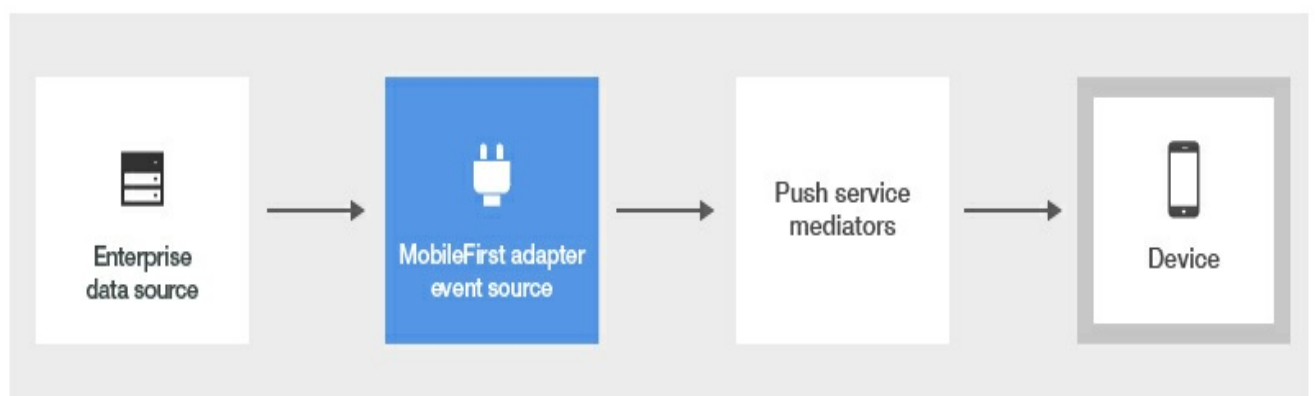 Enterprise
data source
MobileFirst adapter
event source
Push service
mediators
Device